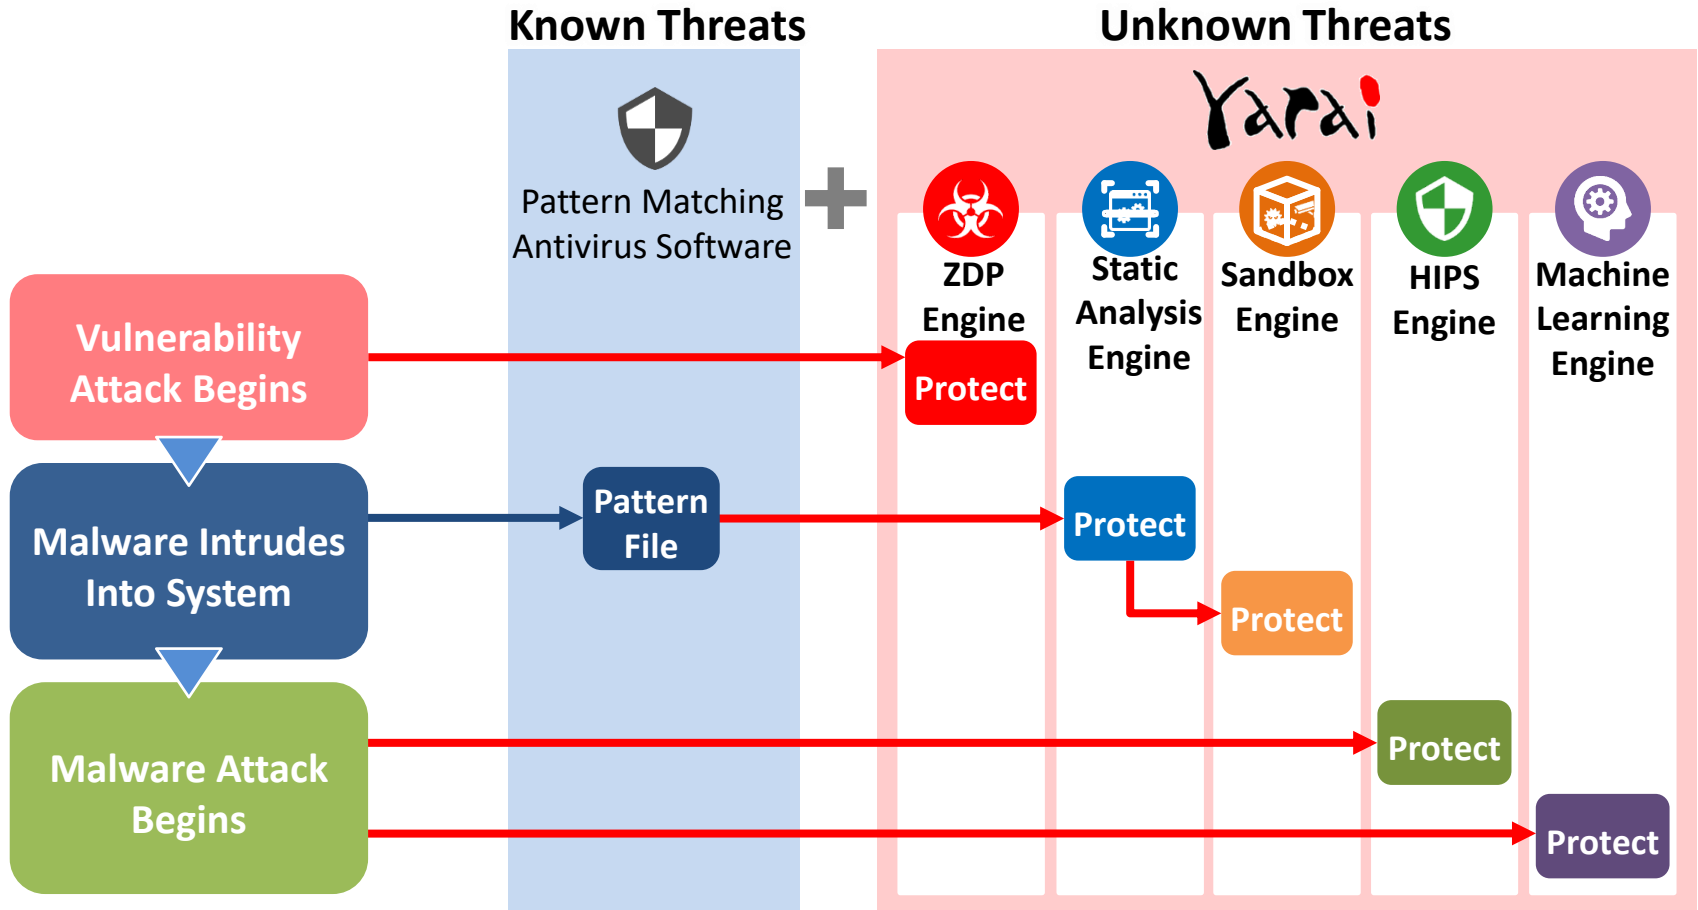 Known Threats
Unknown Threats
Yarai
Pattern Matching
Antivirus Software
ZDP
Engine
Static
Analysis
Engine
Sandbox
Engine
HIPS
Engine
Machine
Learning
Engine
Vulnerability
Attack Begins
Protect
Malware Intrudes
Into System
Pattern
File
Protect
Protect
Malware Attack
Begins
Protect
Protect